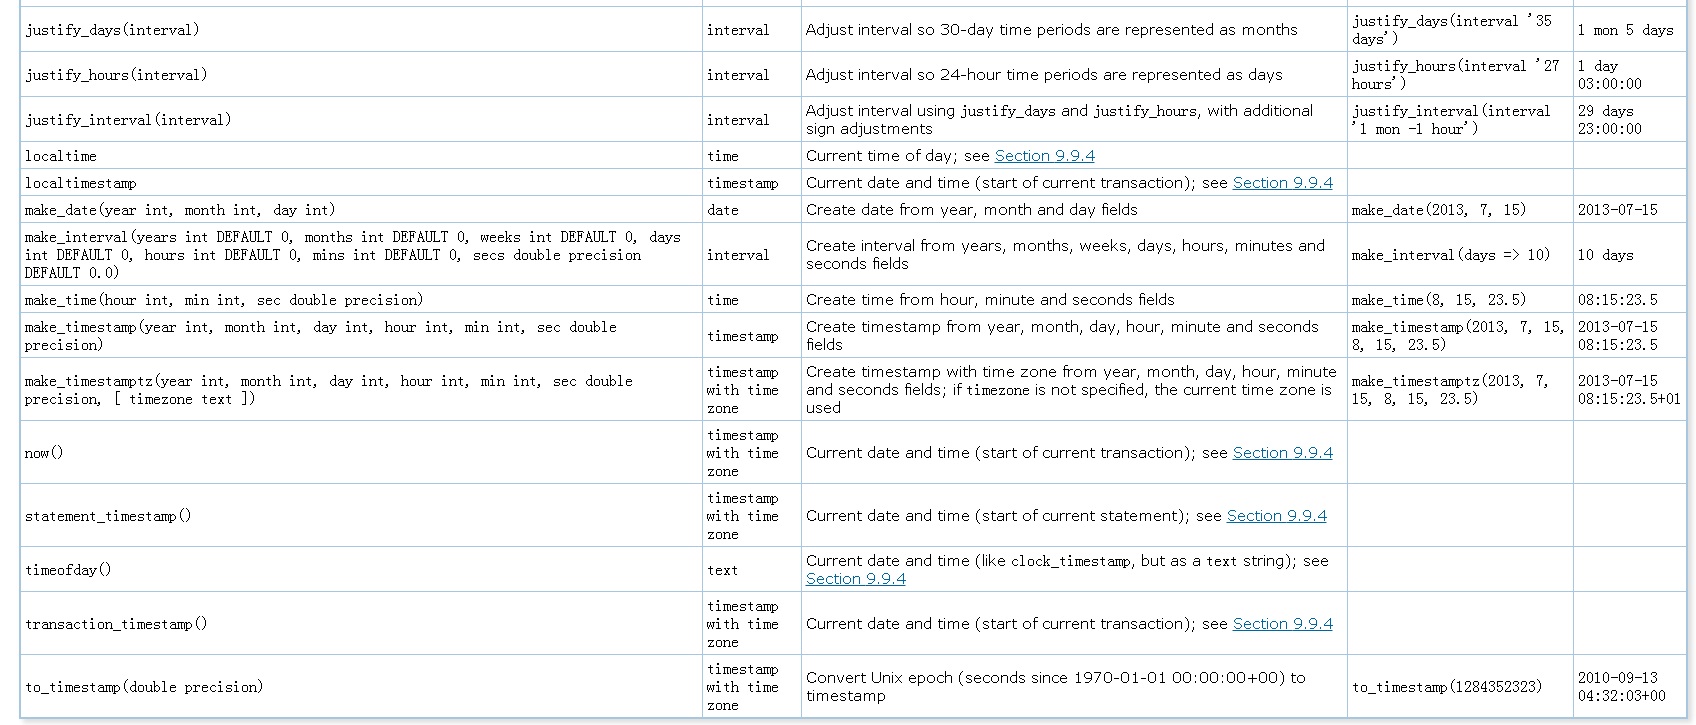 justify_days(interval) interval Adjust interval so 30-day time periods are represented as months justify_days(interval '35 days') 1 mon 5 days
justify_hours(interval) interval Adjust interval so 24-hour time periods are represented as days justify_hours(interval '27 hours') 1 day 03:00:00
justify_interval(interval) interval Adjust interval using justify_days and justify_hours, with additional sign adjustments justify_interval(interval '1 mon -1 hour') 29 days 23:00:00
localtime time Current time of day; see Section 9.9.4
localtimestamp timestamp Current date and time (start of current transaction); see Section 9.9.4
make_date(year int, month int, day int) date Create date from year, month and day fields make_date(2013, 7, 15) 2013-07-15
make_interval(years int DEFAULT 0, months int DEFAULT 0, weeks int DEFAULT 0, days int DEFAULT 0, hours int DEFAULT 0, mins int DEFAULT 0, secs double precision DEFAULT 0.0) interval Create interval from years, months, weeks, days, hours, minutes and seconds fields make_interval(days => 10) 10 days
make_time(hour int, min int, sec double precision) time Create time from hour, minute and seconds fields make_time(8, 15, 23.5) 08:15:23.5
make_timestamp(year int, month int, day int, hour int, min int, sec double precision) timestamp Create timestamp from year, month, day, hour, minute and seconds fields make_timestamp(2013, 7, 15, 8, 15, 23.5) 2013-07-15 08:15:23.5
make_timestamptz(year int, month int, day int, hour int, min int, sec double precision, [ timezone text ]) timestamp with time zone Create timestamp with time zone from year, month, day, hour, minute and seconds fields; if timezone is not specified, the current time zone is used make_timestamptz(2013, 7, 15, 8, 15, 23.5) 2013-07-15 08:15:23.5+01
now() timestamp with time zone Current date and time (start of current transaction); see Section 9.9.4
statement_timestamp() timestamp with time zone Current date and time (start of current statement); see Section 9.9.4
timeofday() text Current date and time (like clock_timestamp, but as a text string); see Section 9.9.4
transaction_timestamp() timestamp with time zone Current date and time (start of current transaction); see Section 9.9.4
to_timestamp(double precision) timestamp with time zone Convert Unix epoch (seconds since 1970-01-01 00:00:00+00) to timestamp to_timestamp(1284352323) 2010-09-13 04:32:03+00